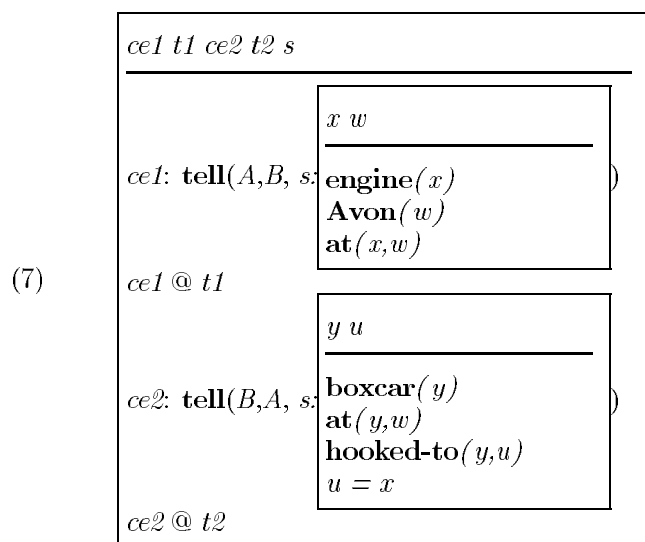 ce1 t1 ce2 t2 s
x w
ce1: tell(A,B, s: engine(x) )
Avon(w)
at(x,w)
(7)
ce1 @ t1
y u
boxcar(y)
ce2: tell(B,A, s: at(y,w) )
hooked-to(y,u)
u = x
ce2 @ t2